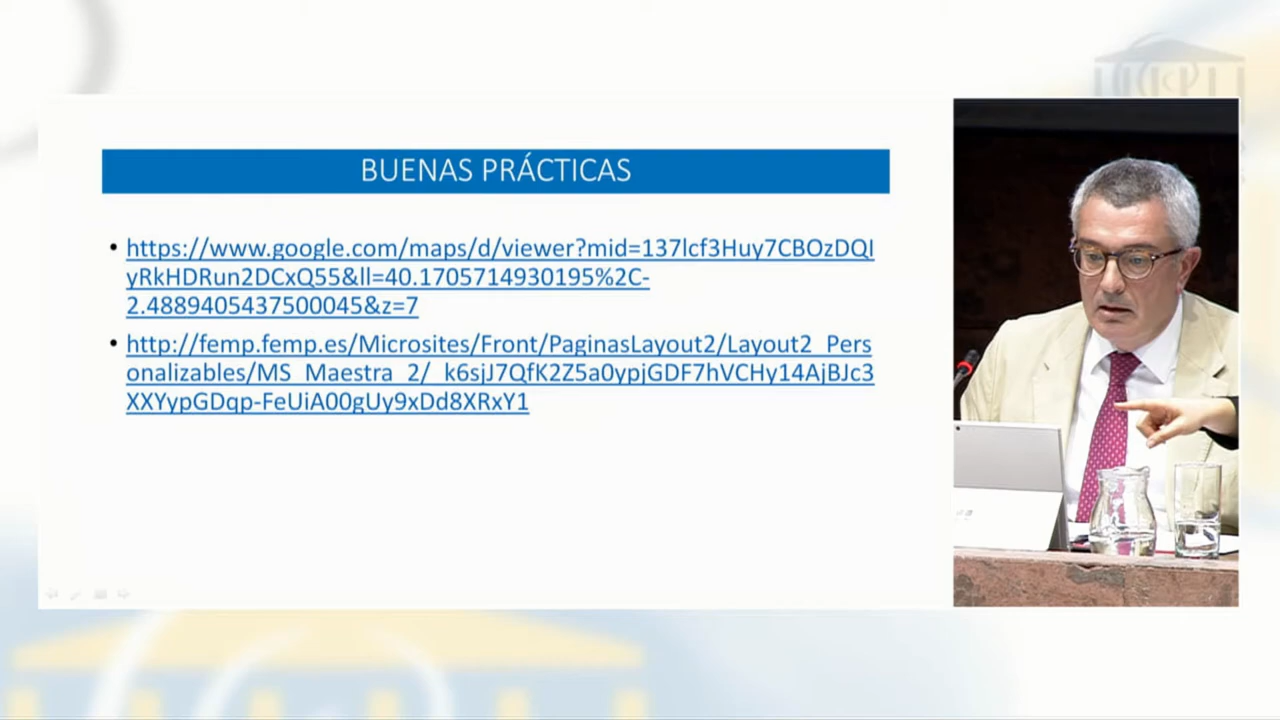 BUENAS PRÁCTICAS
• https://www.google.com/maps/d/viewer?mid=137lcf3Huy7CBOzDQI
yRkHDRun2DCxQ55&ll=40.1705714930195%2C-
2.4889405437500045&z=7
• http://femp.femp.es/Microsites/Front/PaginasLayout2/Layout2_Pers
onalizables/MS_Maestra_2/_k6sjJ7QfK2Z5a0ypjGDF7hVCHy14AjBJc3
XXYypGDqp-FeUiA00gUy9xDd8XRxY1